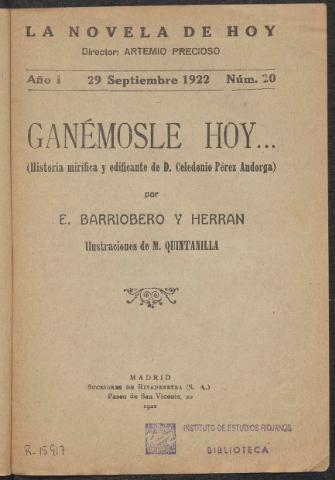 LA NOVELA DE HOY
Director: ARTEMIO PRECIOSO
Año I 29 Septiembre 1922 Núm. 20
GANÉMOSLE HOY...
(Historia mirífica y edificante de D. Celedonio Pérez Andorga)
por
E. BARRIOBERO Y HERRAN
Ilustraciones de M. QUINTANILLA
MADRID
SUCESORES DE RIVADENEYRA (S. A.)
Paseo de San Vicente, 20
1922
INSTITUTO DE ESTUDIOS RIOJANOS
BIBLIOTECA
R-15917